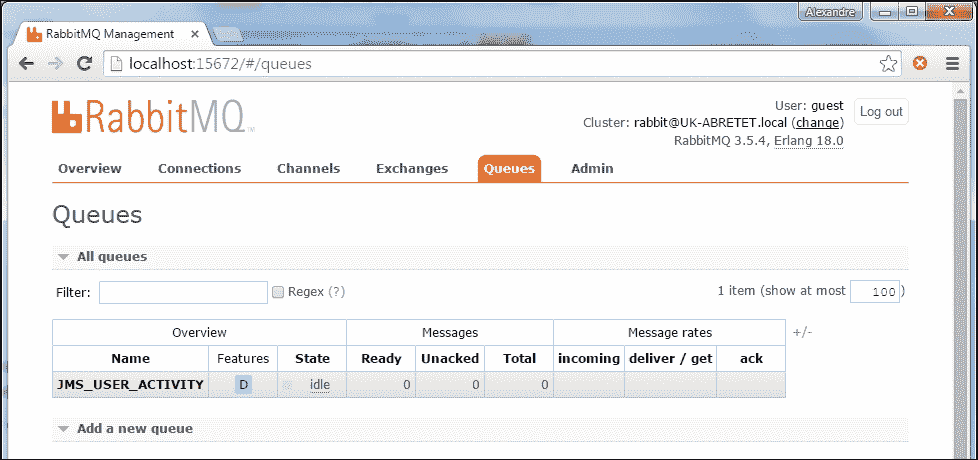 Alexandre
RabbitMQ Management
localhost:15672/#/queues
RabbitMQ™
User: guest
Cluster: rabbit@UK-ABRETET.local (change)
RabbitMQ 3.5.4, Erlang 18.0
Log out
Overview Connections Channels Exchanges Queues Admin
Queues
All queues
Filter: Regex (?) 1 item (show at most 100)
Overview Messages Message rates +/-
Name Features State Ready Unacked Total incoming deliver / get ack
JMS_USER_ACTIVITY D idle 0 0 0
Add a new queue